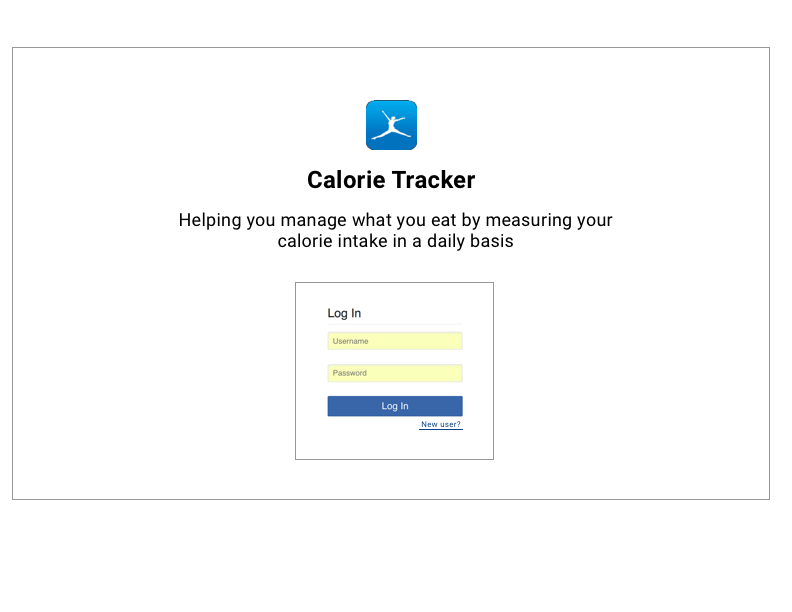 Calorie Tracker
Helping you manage what you eat by measuring your
calorie intake in a daily basis
Log In
Username
Password
Log In
New user?